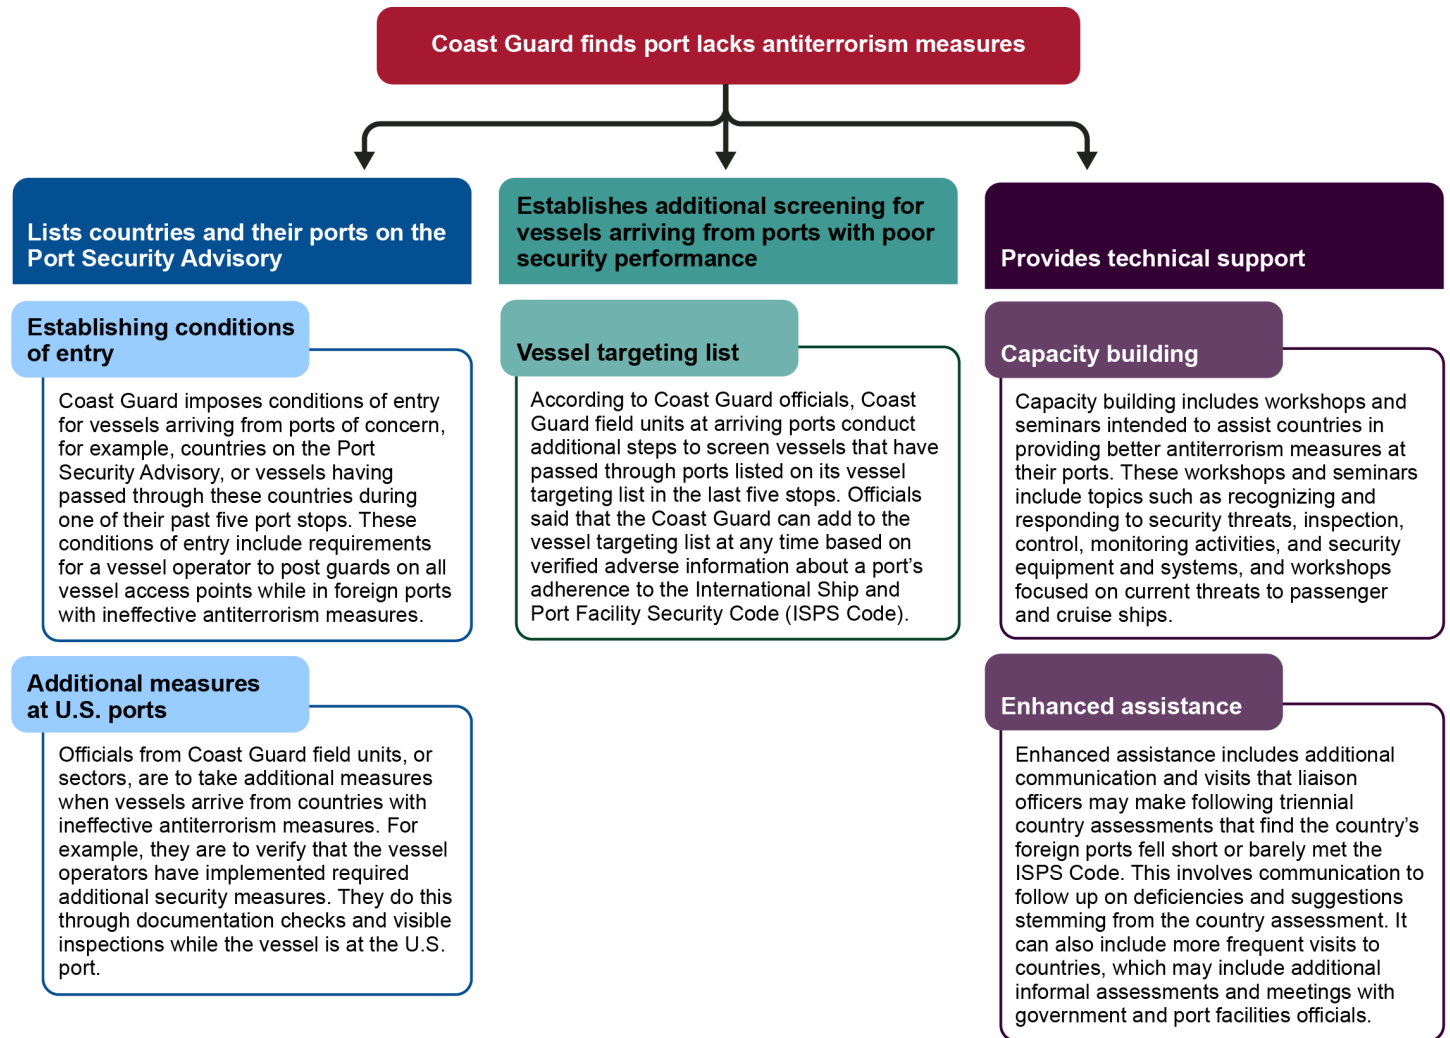 Coast Guard finds port lacks antiterrorism measures
Lists countries and their ports on the
Port Security Advisory
Establishing conditions
of entry
Coast Guard imposes conditions of entry
for vessels arriving from ports of concern,
for example, countries on the Port
Security Advisory, or vessels having
passed through these countries during
one of their past five port stops. These
conditions of entry include requirements
for a vessel operator to post guards on all
vessel access points while in foreign ports
with ineffective antiterrorism measures.
Additional measures
at U.S. ports
Officials from Coast Guard field units, or
sectors, are to take additional measures
when vessels arrive from countries with
ineffective antiterrorism measures. For
example, they are to verify that the vessel
operators have implemented required
additional security measures. They do this
through documentation checks and visible
inspections while the vessel is at the U.S.
port.
Establishes additional screening for
vessels arriving from ports with poor
security performance
Vessel targeting list
According to Coast Guard officials, Coast
Guard field units at arriving ports conduct
additional steps to screen vessels that have
passed through ports listed on its vessel
targeting list in the last five stops. Officials
said that the Coast Guard can add to the
vessel targeting list at any time based on
verified adverse information about a port’s
adherence to the International Ship and
Port Facility Security Code (ISPS Code).
Provides technical support
Capacity building
Capacity building includes workshops and
seminars intended to assist countries in
providing better antiterrorism measures at
their ports. These workshops and seminars
include topics such as recognizing and
responding to security threats, inspection,
control, monitoring activities, and security
equipment and systems, and workshops
focused on current threats to passenger
and cruise ships.
Enhanced assistance
Enhanced assistance includes additional
communication and visits that liaison
officers may make following triennial
country assessments that find the country’s
foreign ports fell short or barely met the
ISPS Code. This involves communication to
follow up on deficiencies and suggestions
stemming from the country assessment. It
can also include more frequent visits to
countries, which may include additional
informal assessments and meetings with
government and port facilities officials.